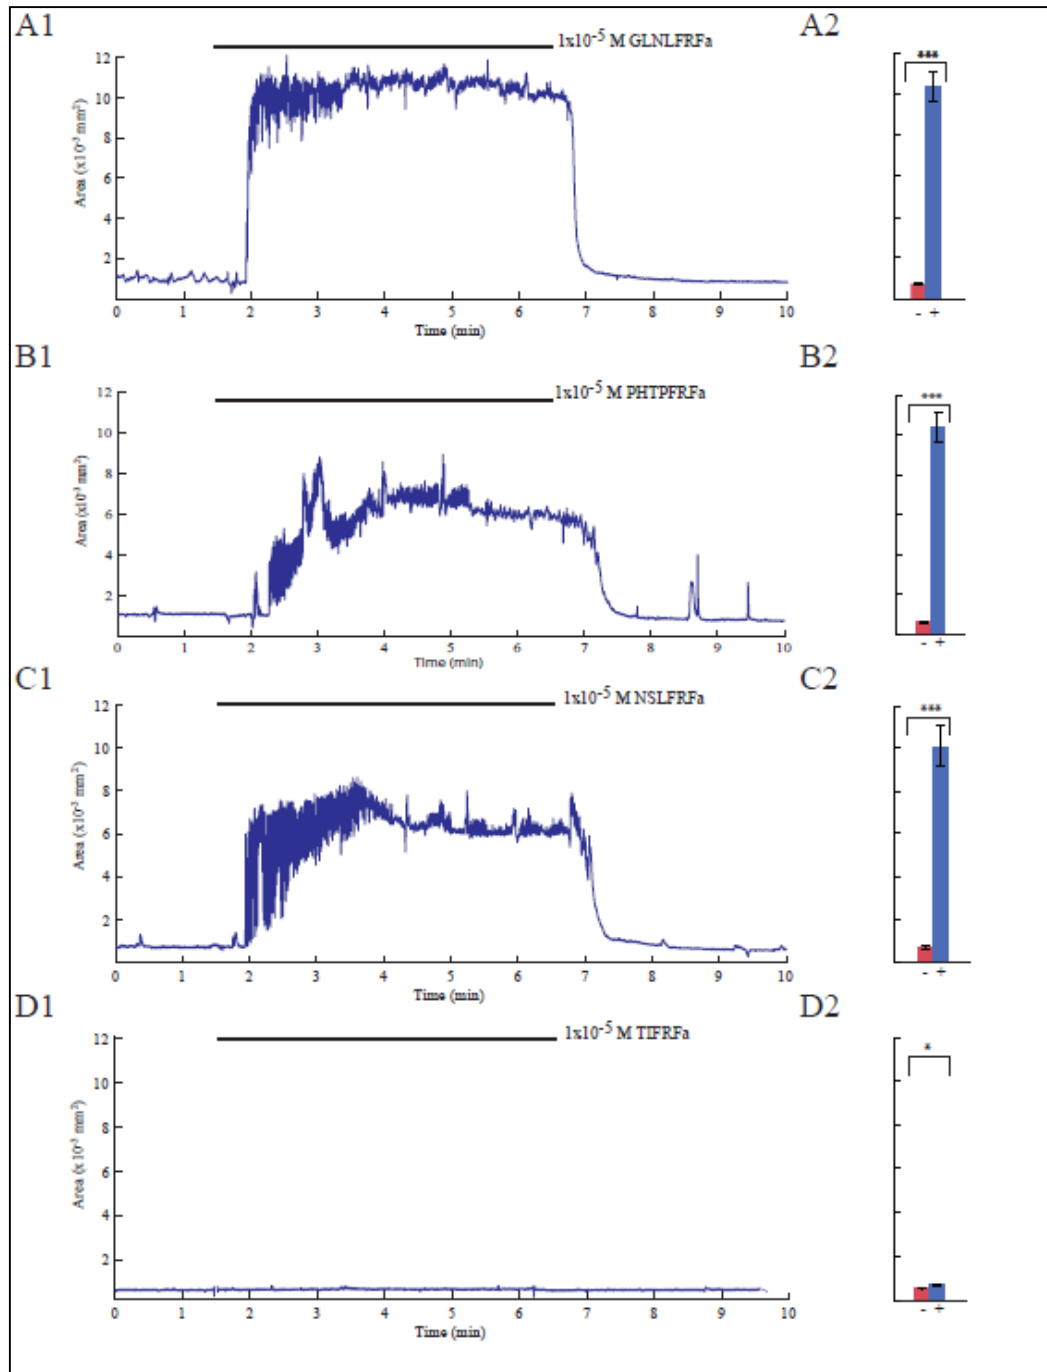 A1
1x10⁻⁵ M GLNLFRFa
A2
12
10
8
6
4
2
Area (x10⁻³ mm²)
0 1 2 3 4 5 6 7 8 9 10
Time (min)
***
- +
B1
1x10⁻⁵ M PHTPFRFa
B2
12
10
8
6
4
2
Area (x10⁻³ mm²)
0 1 2 3 4 5 6 7 8 9 10
Time (min)
***
- +
C1
1x10⁻⁵ M NSLFRFa
C2
12
10
8
6
4
2
Area (x10⁻³ mm²)
0 1 2 3 4 5 6 7 8 9 10
Time (min)
***
- +
D1
1x10⁻⁵ M TIFRFa
D2
12
10
8
6
4
2
Area (x10⁻³ mm²)
0 1 2 3 4 5 6 7 8 9 10
Time (min)
*
- +